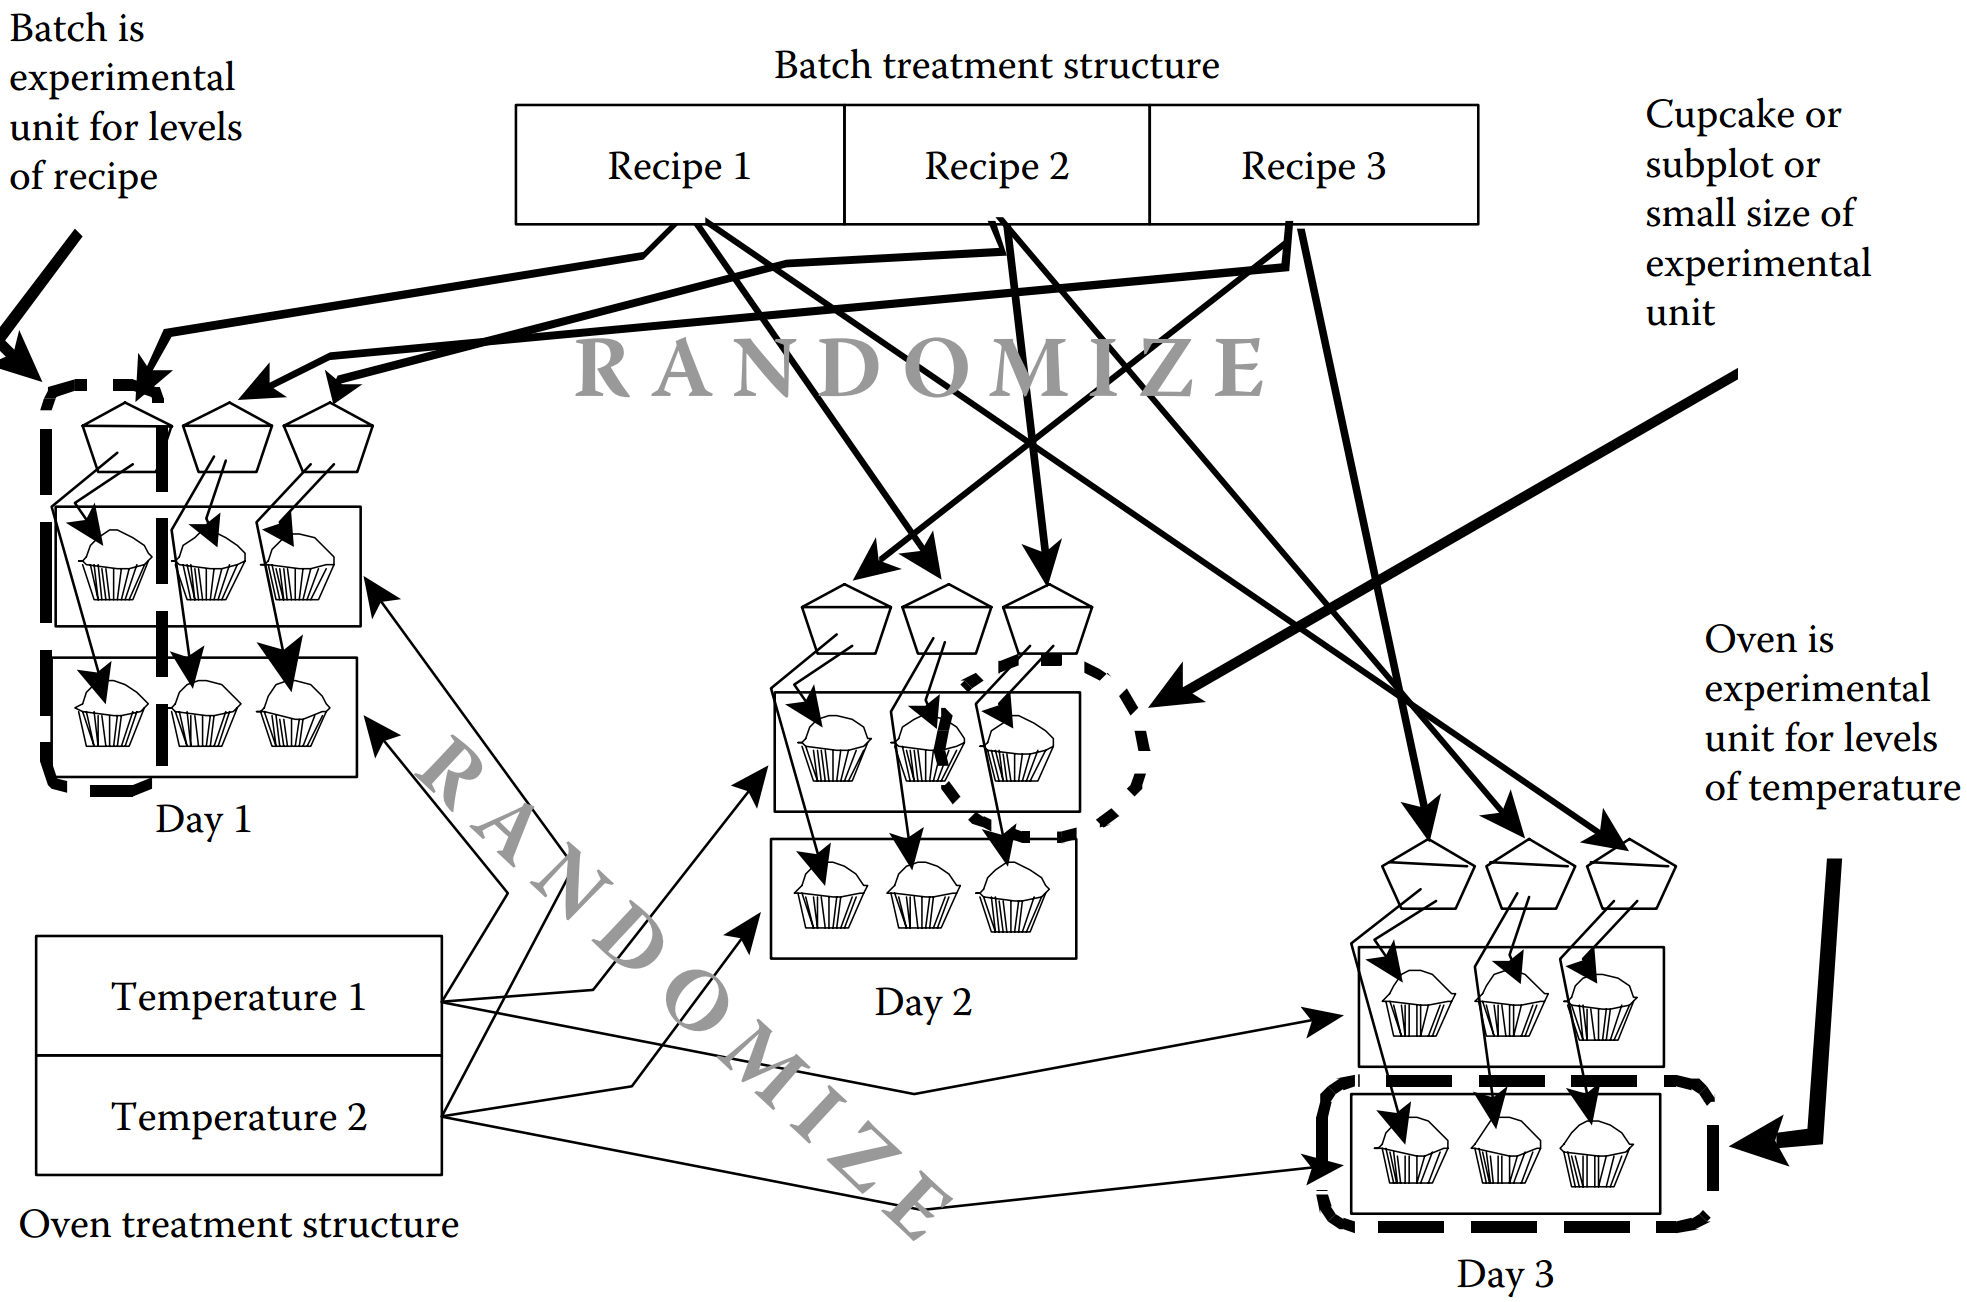 Batch is
experimental
unit for levels
of recipe
Batch treatment structure
Recipe 1
Recipe 2
Recipe 3
Cupcake or
subplot or
small size of
experimental
unit
RANDOMIZE
Oven is
experimental
unit for levels
of temperature
Day 1
RANDOMIZE
Temperature 1
Temperature 2
Oven treatment structure
Day 2
Day 3